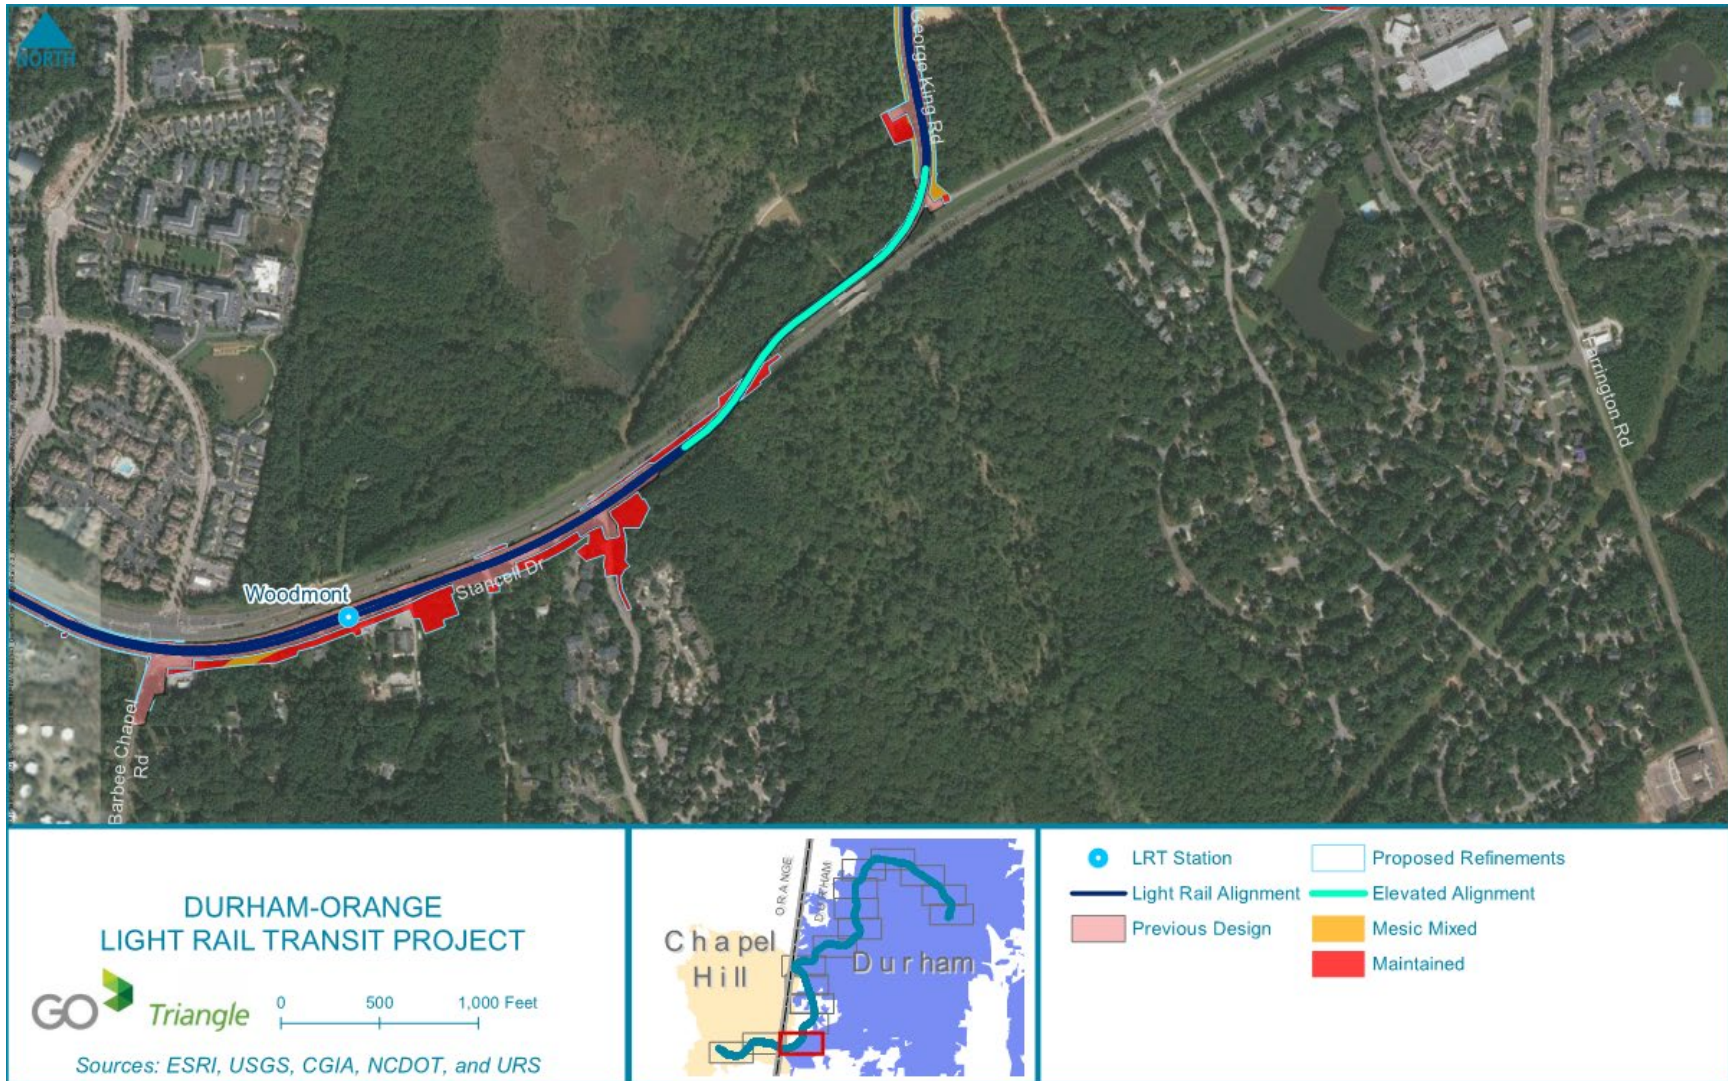 NORTH
George King Rd
Farrington Rd
Woodmont
Stancell Dr
Barbee Chapel
Rd
DURHAM-ORANGE
LIGHT RAIL TRANSIT PROJECT
GO Triangle
0 500 1,000 Feet
Sources: ESRI, USGS, CGIA, NCDOT, and URS
ORANGE
DURHAM
Chapel
Hill
Durham
LRT Station
Proposed Refinements
Light Rail Alignment
Elevated Alignment
Previous Design
Mesic Mixed
Maintained